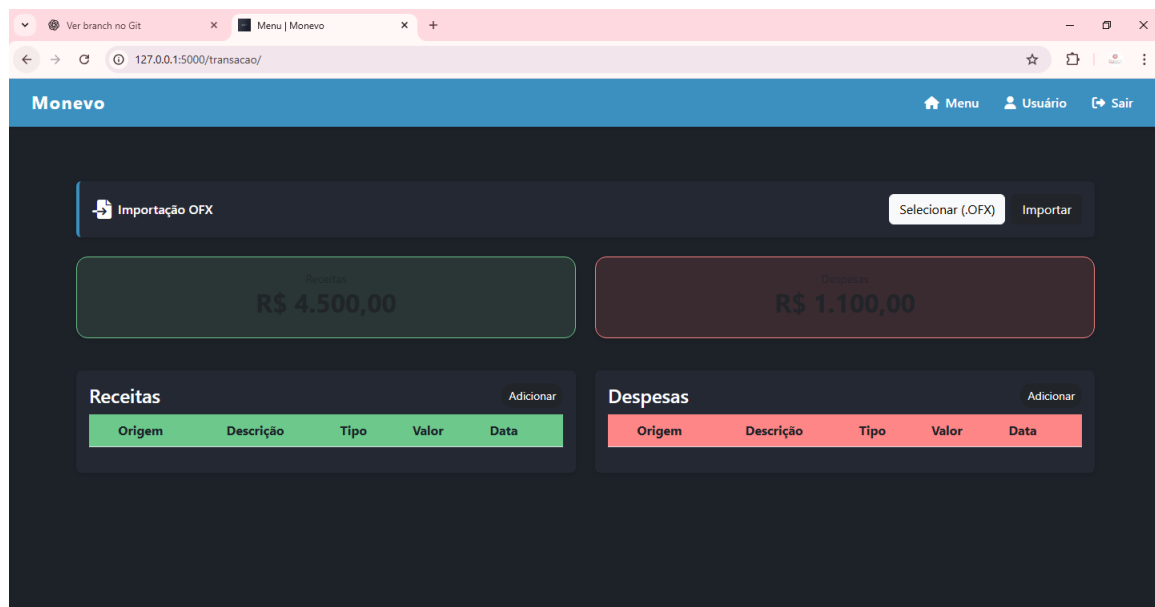 Ver branch no Git
Menu | Monevo
127.0.0.1:5000/transacao/
Monevo
Menu
Usuário
Sair
Importação OFX
Selecionar (.OFX)
Importar
Receitas
R$ 4.500,00
Despesas
R$ 1.100,00
Receitas
Adicionar
Origem Descrição Tipo Valor Data
Despesas
Adicionar
Origem Descrição Tipo Valor Data